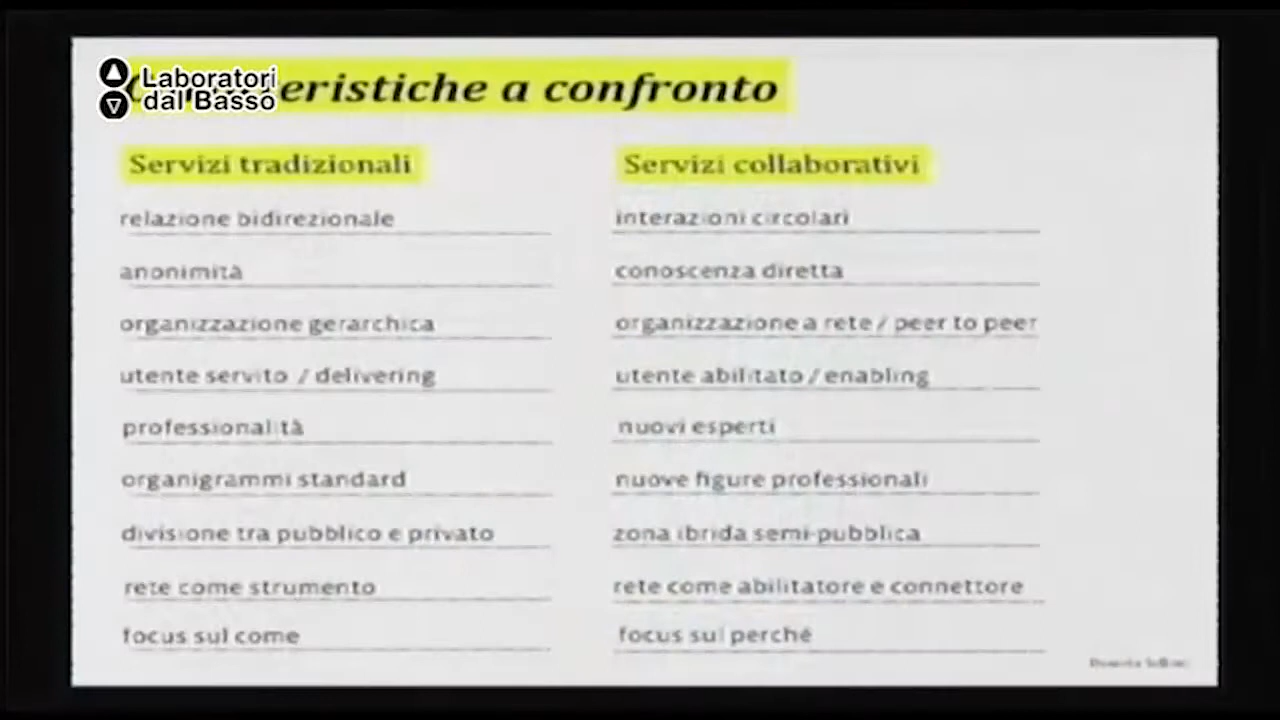 Laboratori
dal Basso
eristiche a confronto
Servizi tradizionali
Servizi collaborativi
relazione bidirezionale
interazioni circolari
anonimità
conoscenza diretta
organizzazione gerarchica
organizzazione a rete / peer to peer
utente servito / delivering
utente abilitato / enabling
professionalità
nuovi esperti
organigrammi standard
nuove figure professionali
divisione tra pubblico e privato
zona ibrida semi-pubblica
rete come strumento
rete come abilitatore e connettore
focus sul come
focus sul perché